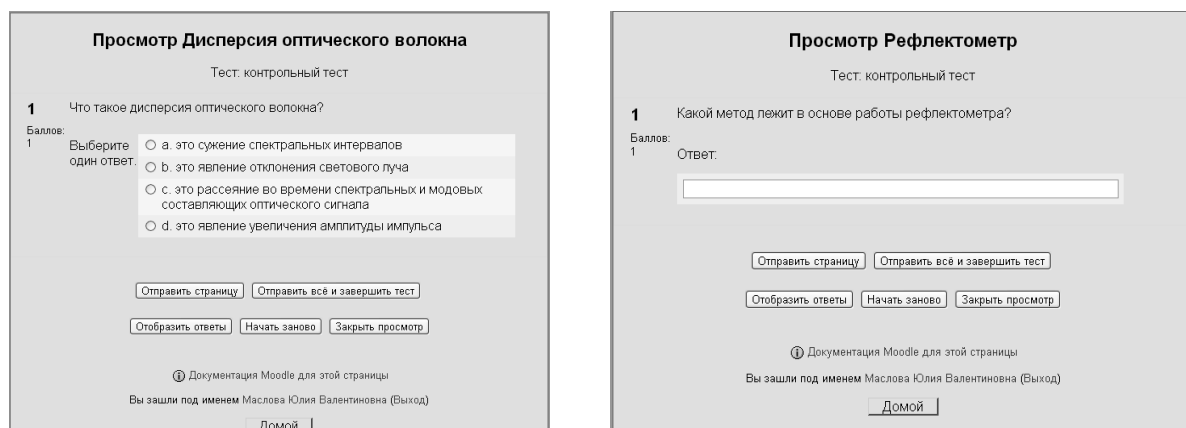 Просмотр Дисперсия оптического волокна
Тест: контрольный тест
1 Что такое дисперсия оптического волокна?
Баллов:
1
Выберите
один ответ.
a. это сужение спектральных интервалов
b. это явление отклонения светового луча
c. это рассеяние во времени спектральных и модовых
составляющих оптического сигнала
d. это явление увеличения амплитуды импульса
Отправить страницу Отправить всё и завершить тест
Отобразить ответы Начать заново Закрыть просмотр
Документация Moodle для этой страницы
Вы зашли под именем Маслова Юлия Валентиновна (Выход)
Домой
Просмотр Рефлектометр
Тест: контрольный тест
1 Какой метод лежит в основе работы рефлектометра?
Баллов:
1
Ответ:
Отправить страницу Отправить всё и завершить тест
Отобразить ответы Начать заново Закрыть просмотр
Документация Moodle для этой страницы
Вы зашли под именем Маслова Юлия Валентиновна (Выход)
Домой